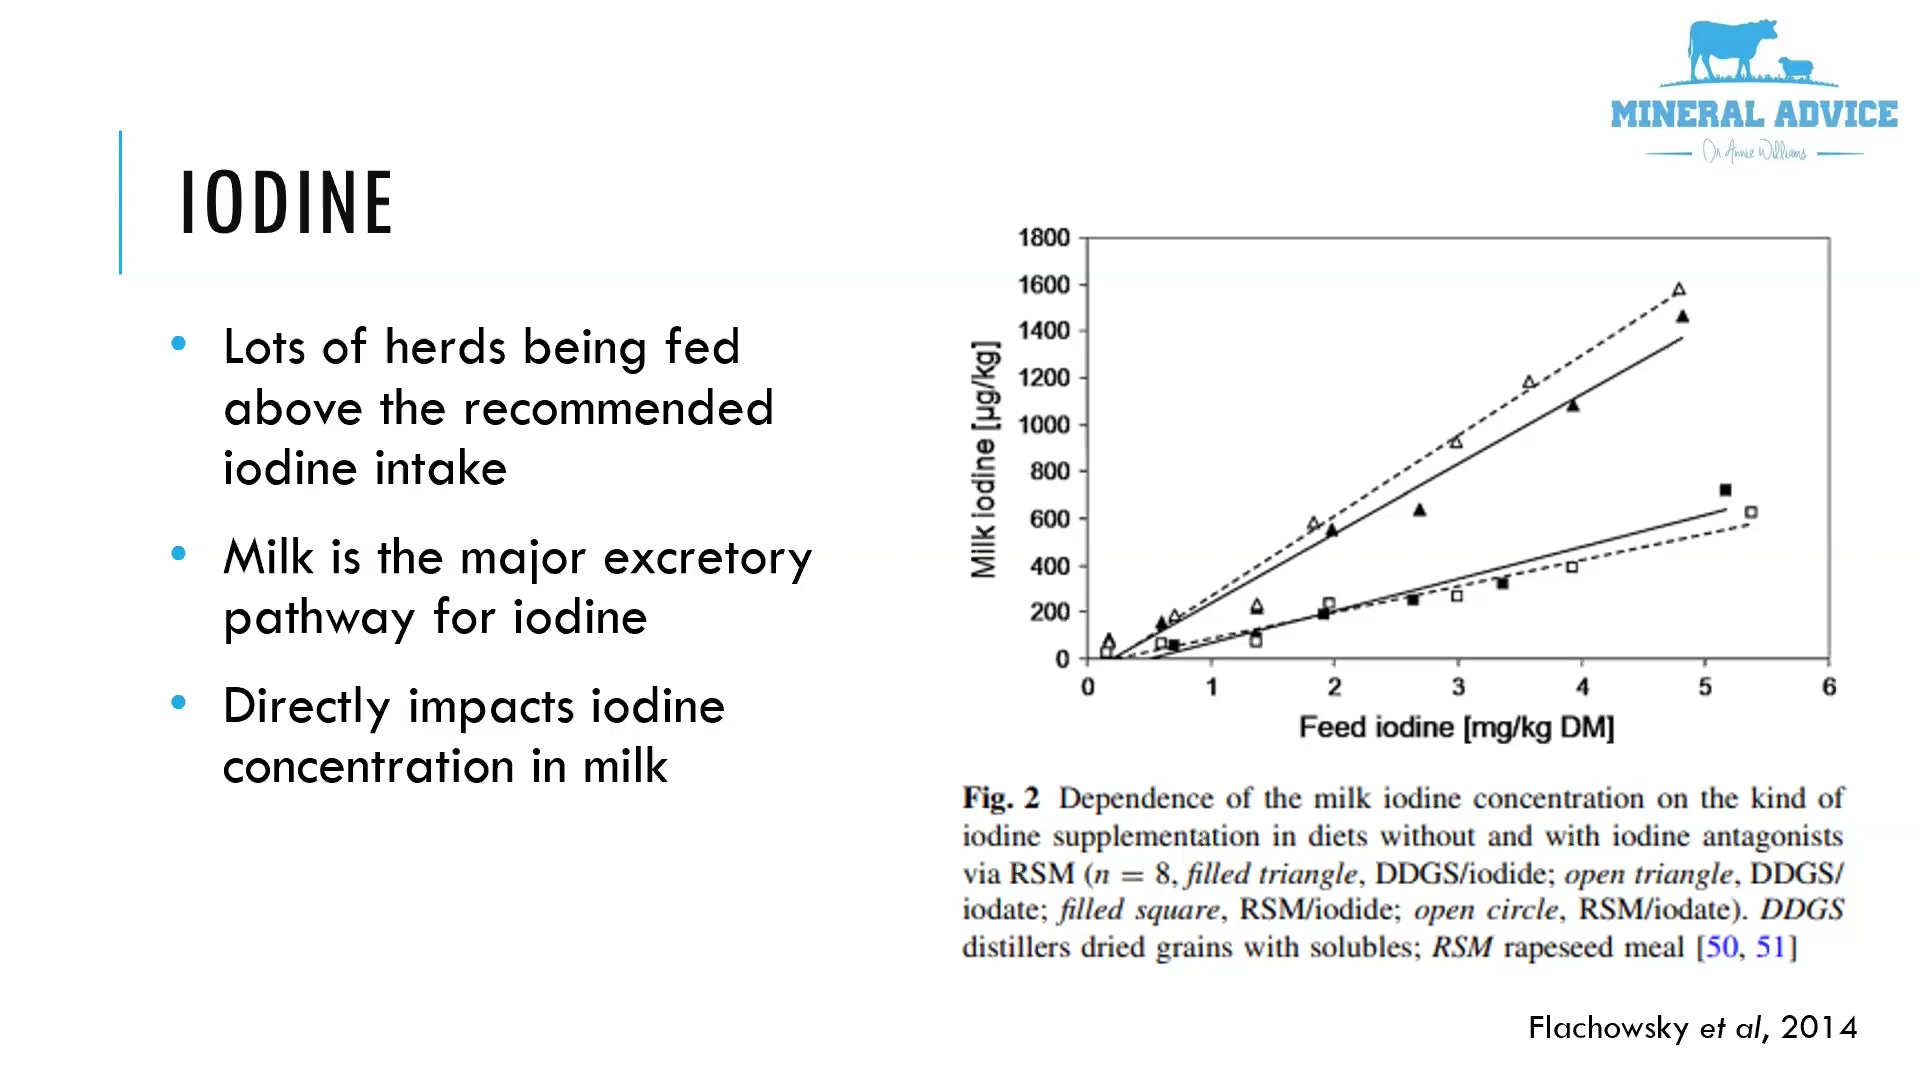 MINERAL ADVICE
Dr Annie Williams
IODINE
• Lots of herds being fed
above the recommended
iodine intake
• Milk is the major excretory
pathway for iodine
• Directly impacts iodine
concentration in milk
1800
1600
1400
1200
1000
800
600
400
200
0
Milk iodine [µg/kg]
0 1 2 3 4 5 6
Feed iodine [mg/kg DM]
Fig. 2 Dependence of the milk iodine concentration on the kind of
iodine supplementation in diets without and with iodine antagonists
via RSM (n = 8, filled triangle, DDGS/iodide; open triangle, DDGS/
iodate; filled square, RSM/iodide; open circle, RSM/iodate). DDGS
distillers dried grains with solubles; RSM rapeseed meal [50, 51]
Flachowsky et al, 2014